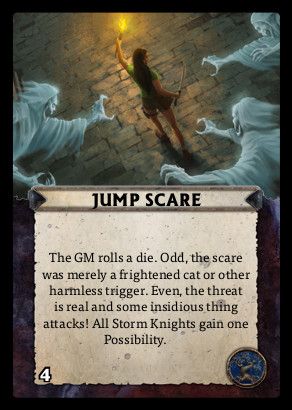 JUMP SCARE
The GM rolls a die. Odd, the scare
was merely a frightened cat or other
harmless trigger. Even, the threat
is real and some insidious thing
attacks! All Storm Knights gain one
Possibility.
4